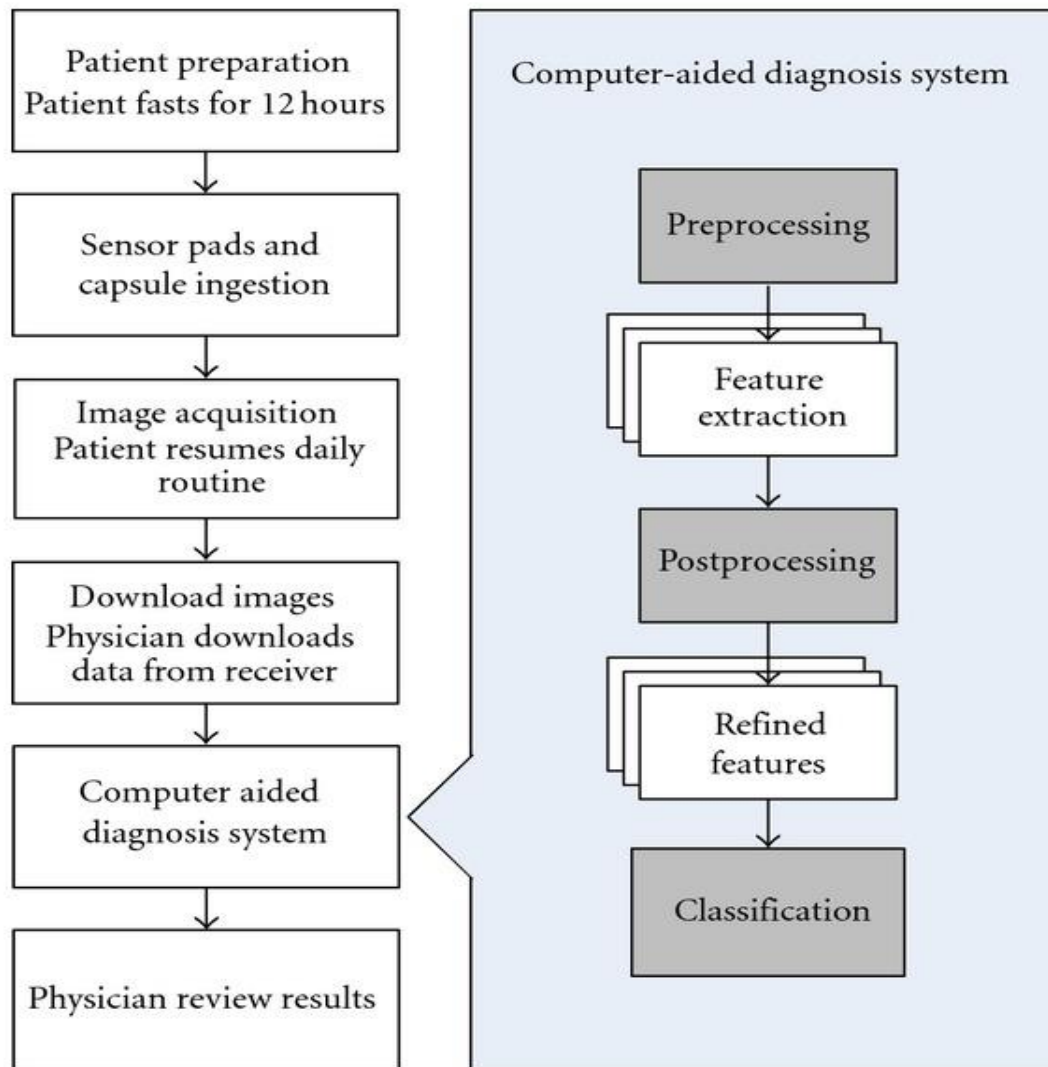 Patient preparation
Patient fasts for 12 hours
Sensor pads and
capsule ingestion
Image acquisition
Patient resumes daily
routine
Download images
Physician downloads
data from receiver
Computer aided
diagnosis system
Physician review results
Computer-aided diagnosis system
Preprocessing
Feature
extraction
Postprocessing
Refined
features
Classification